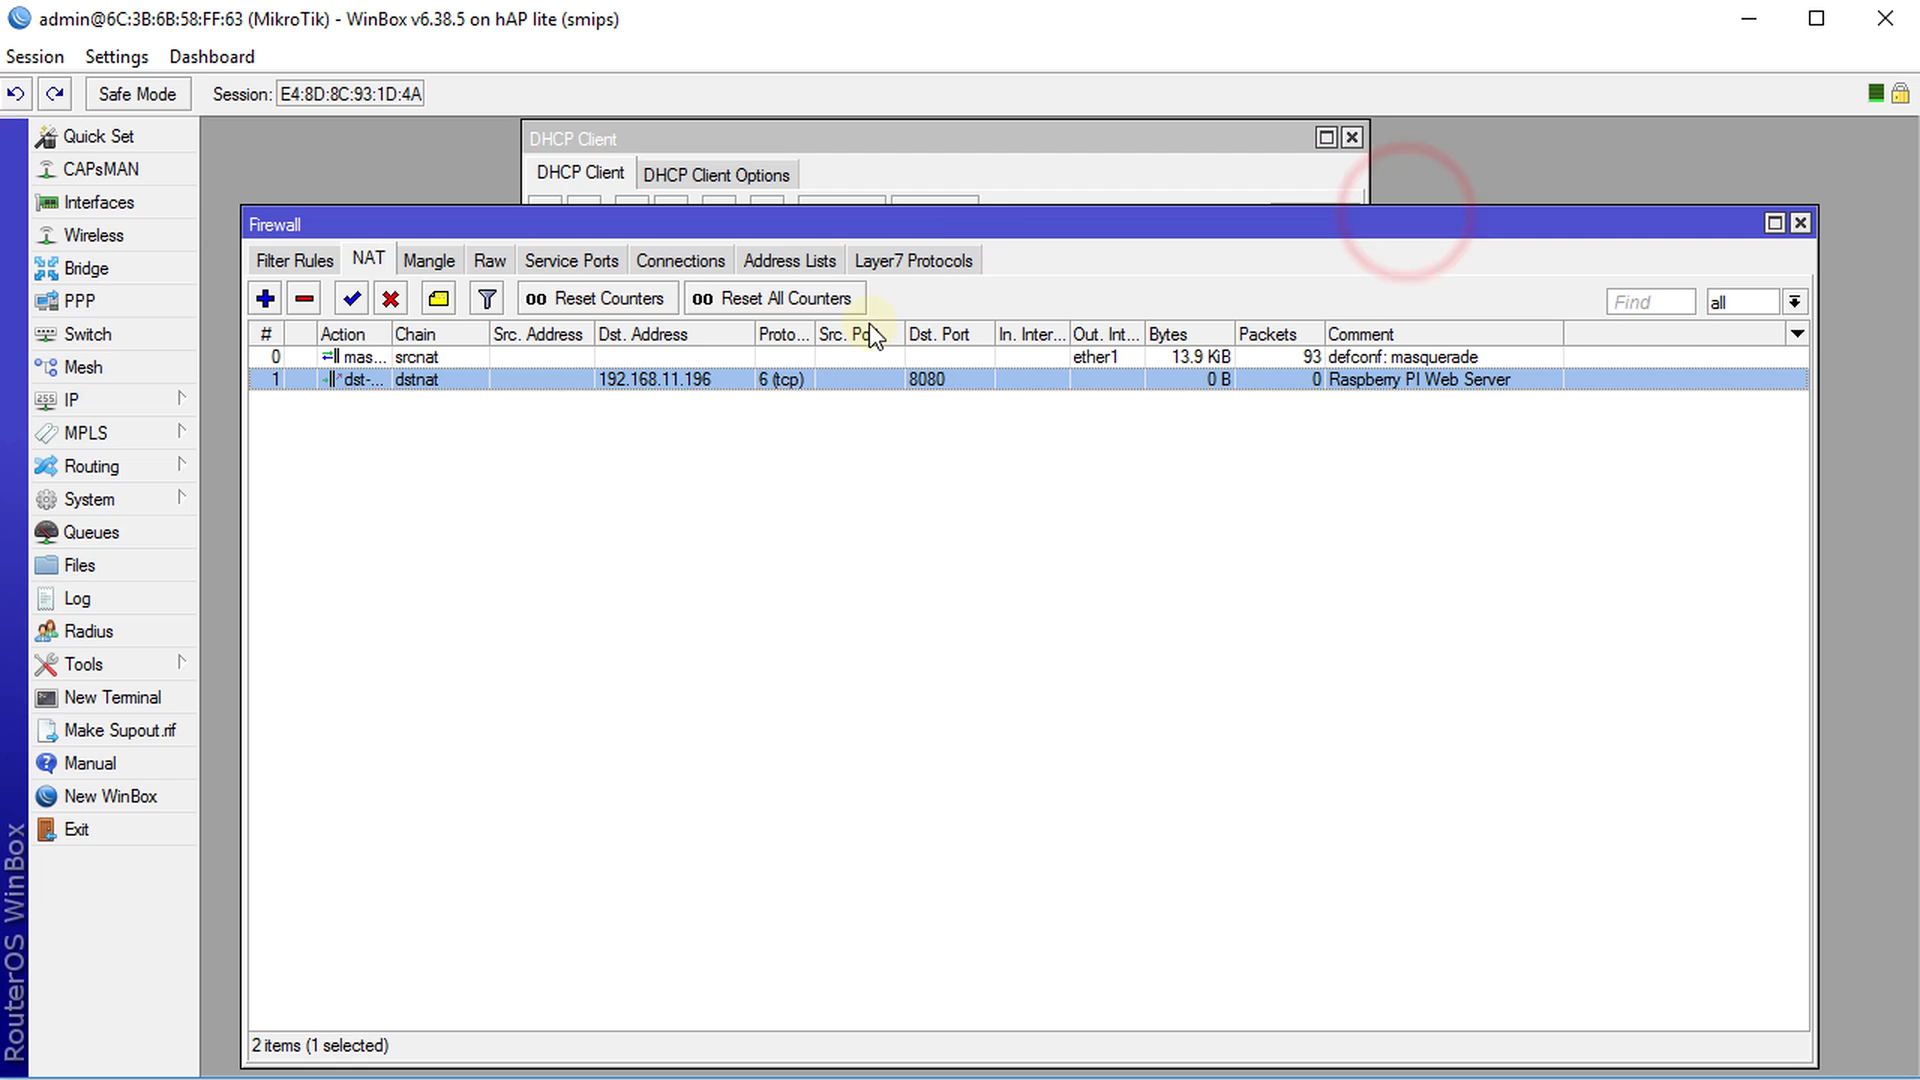 admin@6C:3B:6B:58:FF:63 (MikroTik) - WinBox v6.38.5 on hAP lite (smips)
Session Settings Dashboard
Safe Mode Session: E4:8D:8C:93:1D:4A
Quick Set
CAPsMAN
Interfaces
Wireless
Bridge
PPP
Switch
Mesh
IP
MPLS
Routing
System
Queues
Files
Log
Radius
Tools
New Terminal
Make Supout.rif
Manual
New WinBox
Exit
RouterOS WinBox
DHCP Client
DHCP Client DHCP Client Options
Firewall
Filter Rules NAT Mangle Raw Service Ports Connections Address Lists Layer7 Protocols
00 Reset Counters 00 Reset All Counters Find all
# Action Chain Src. Address Dst. Address Proto... Src. Dst. Port In. Inter... Out. Int... Bytes Packets Comment
0 mas... srcnat ether1 13.9 KiB 93 defconf: masquerade
1 dst-... dstnat 192.168.11.196 6 (tcp) 8080 0 B 0 Raspberry PI Web Server
2 items (1 selected)